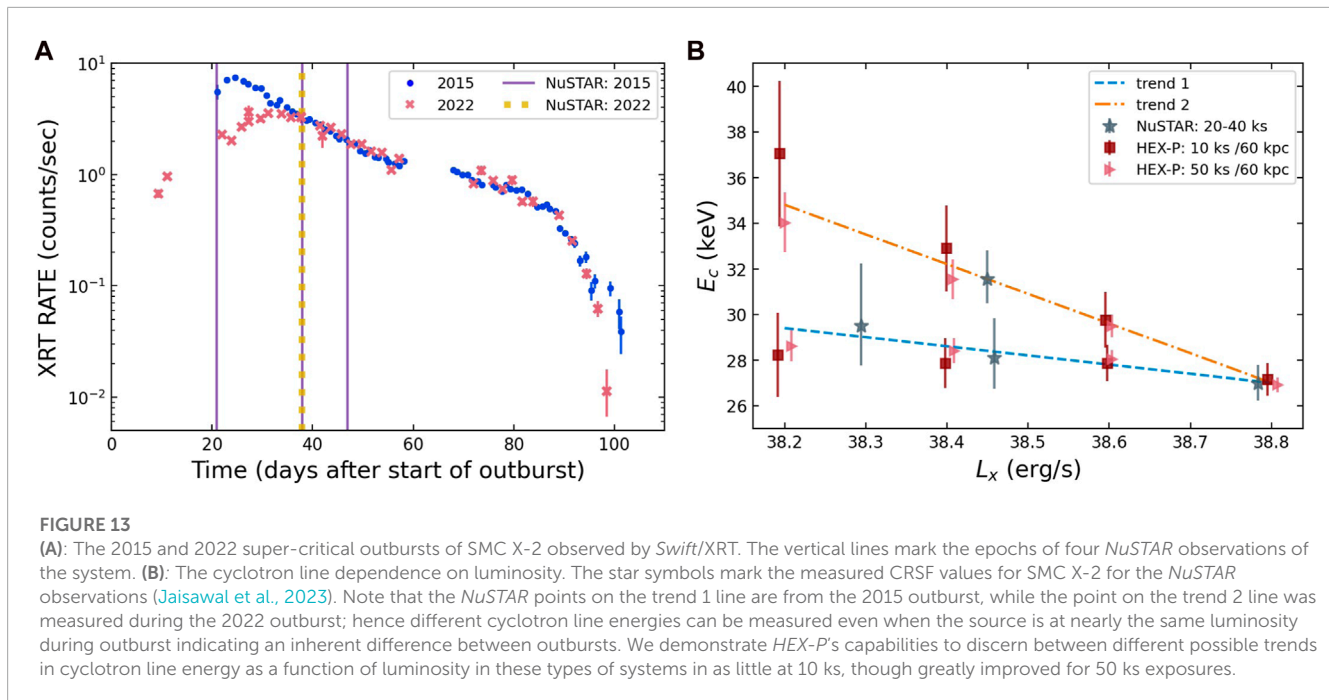 A
XRT RATE (counts/sec)
10^1
10^0
10^-1
10^-2
2015
2022
NuSTAR: 2015
NuSTAR: 2022
0 20 40 60 80 100
Time (days after start of outburst)
B
E_c (keV)
40
38
36
34
32
30
28
26
trend 1
trend 2
NuSTAR: 20-40 ks
HEX-P: 10 ks /60 kpc
HEX-P: 50 ks /60 kpc
38.2 38.3 38.4 38.5 38.6 38.7 38.8
L_x (erg/s)
FIGURE 13
(A): The 2015 and 2022 super-critical outbursts of SMC X-2 observed by Swift/XRT. The vertical lines mark the epochs of four NuSTAR observations of
the system. (B): The cyclotron line dependence on luminosity. The star symbols mark the measured CRSF values for SMC X-2 for the NuSTAR
observations (Jaisawal et al., 2023). Note that the NuSTAR points on the trend 1 line are from the 2015 outburst, while the point on the trend 2 line was
measured during the 2022 outburst; hence different cyclotron line energies can be measured even when the source is at nearly the same luminosity
during outburst indicating an inherent difference between outbursts. We demonstrate HEX-P's capabilities to discern between different possible trends
in cyclotron line energy as a function of luminosity in these types of systems in as little at 10 ks, though greatly improved for 50 ks exposures.